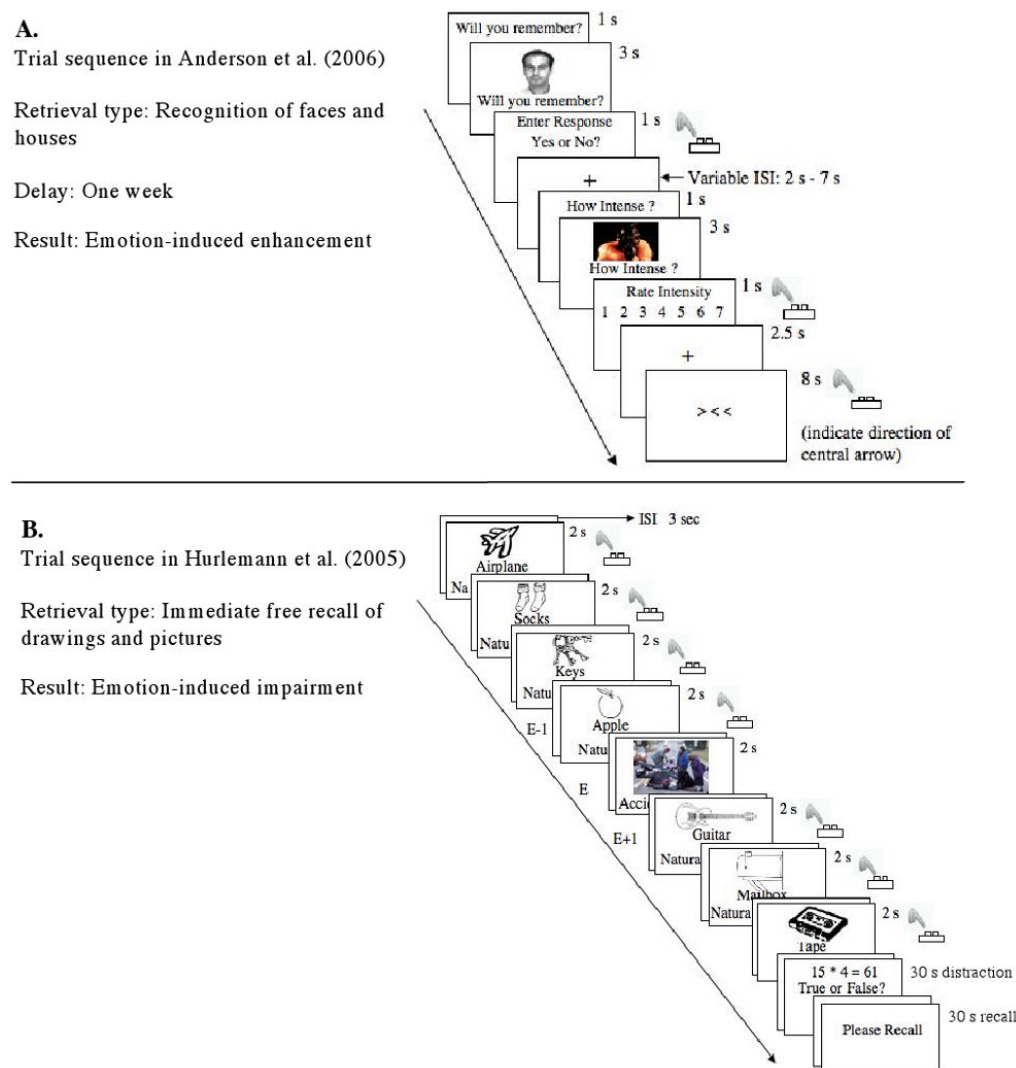 A.
Trial sequence in Anderson et al. (2006)
Retrieval type: Recognition of faces and
houses
Delay: One week
Result: Emotion-induced enhancement
Will you remember?
1 s
Will you remember?
3 s
Enter Response
Yes or No?
1 s
+
Variable ISI: 2 s - 7 s
How Intense ?
1 s
How Intense ?
3 s
Rate Intensity
1 2 3 4 5 6 7
1 s
+
2.5 s
> < <
8 s
(indicate direction of
central arrow)
B.
Trial sequence in Hurlemann et al. (2005)
Retrieval type: Immediate free recall of
drawings and pictures
Result: Emotion-induced impairment
ISI 3 sec
Airplane
Na
2 s
Socks
Natu
2 s
Keys
Natu
2 s
E-1
Apple
Natu
2 s
E
Accid
2 s
E+1
Guitar
Natura
2 s
Mailbox
Natura
2 s
Tape
2 s
15 * 4 = 61
True or False?
30 s distraction
Please Recall
30 s recall